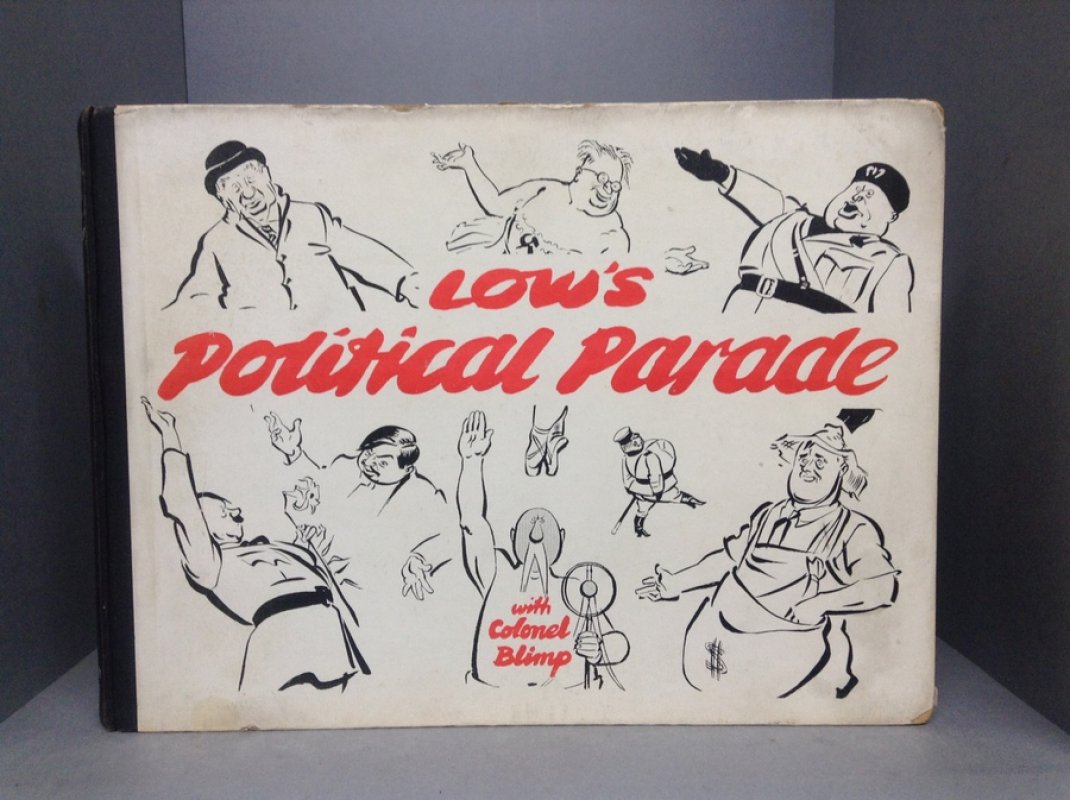 LOW'S
Political Parade
with
Colonel
Blimp
$